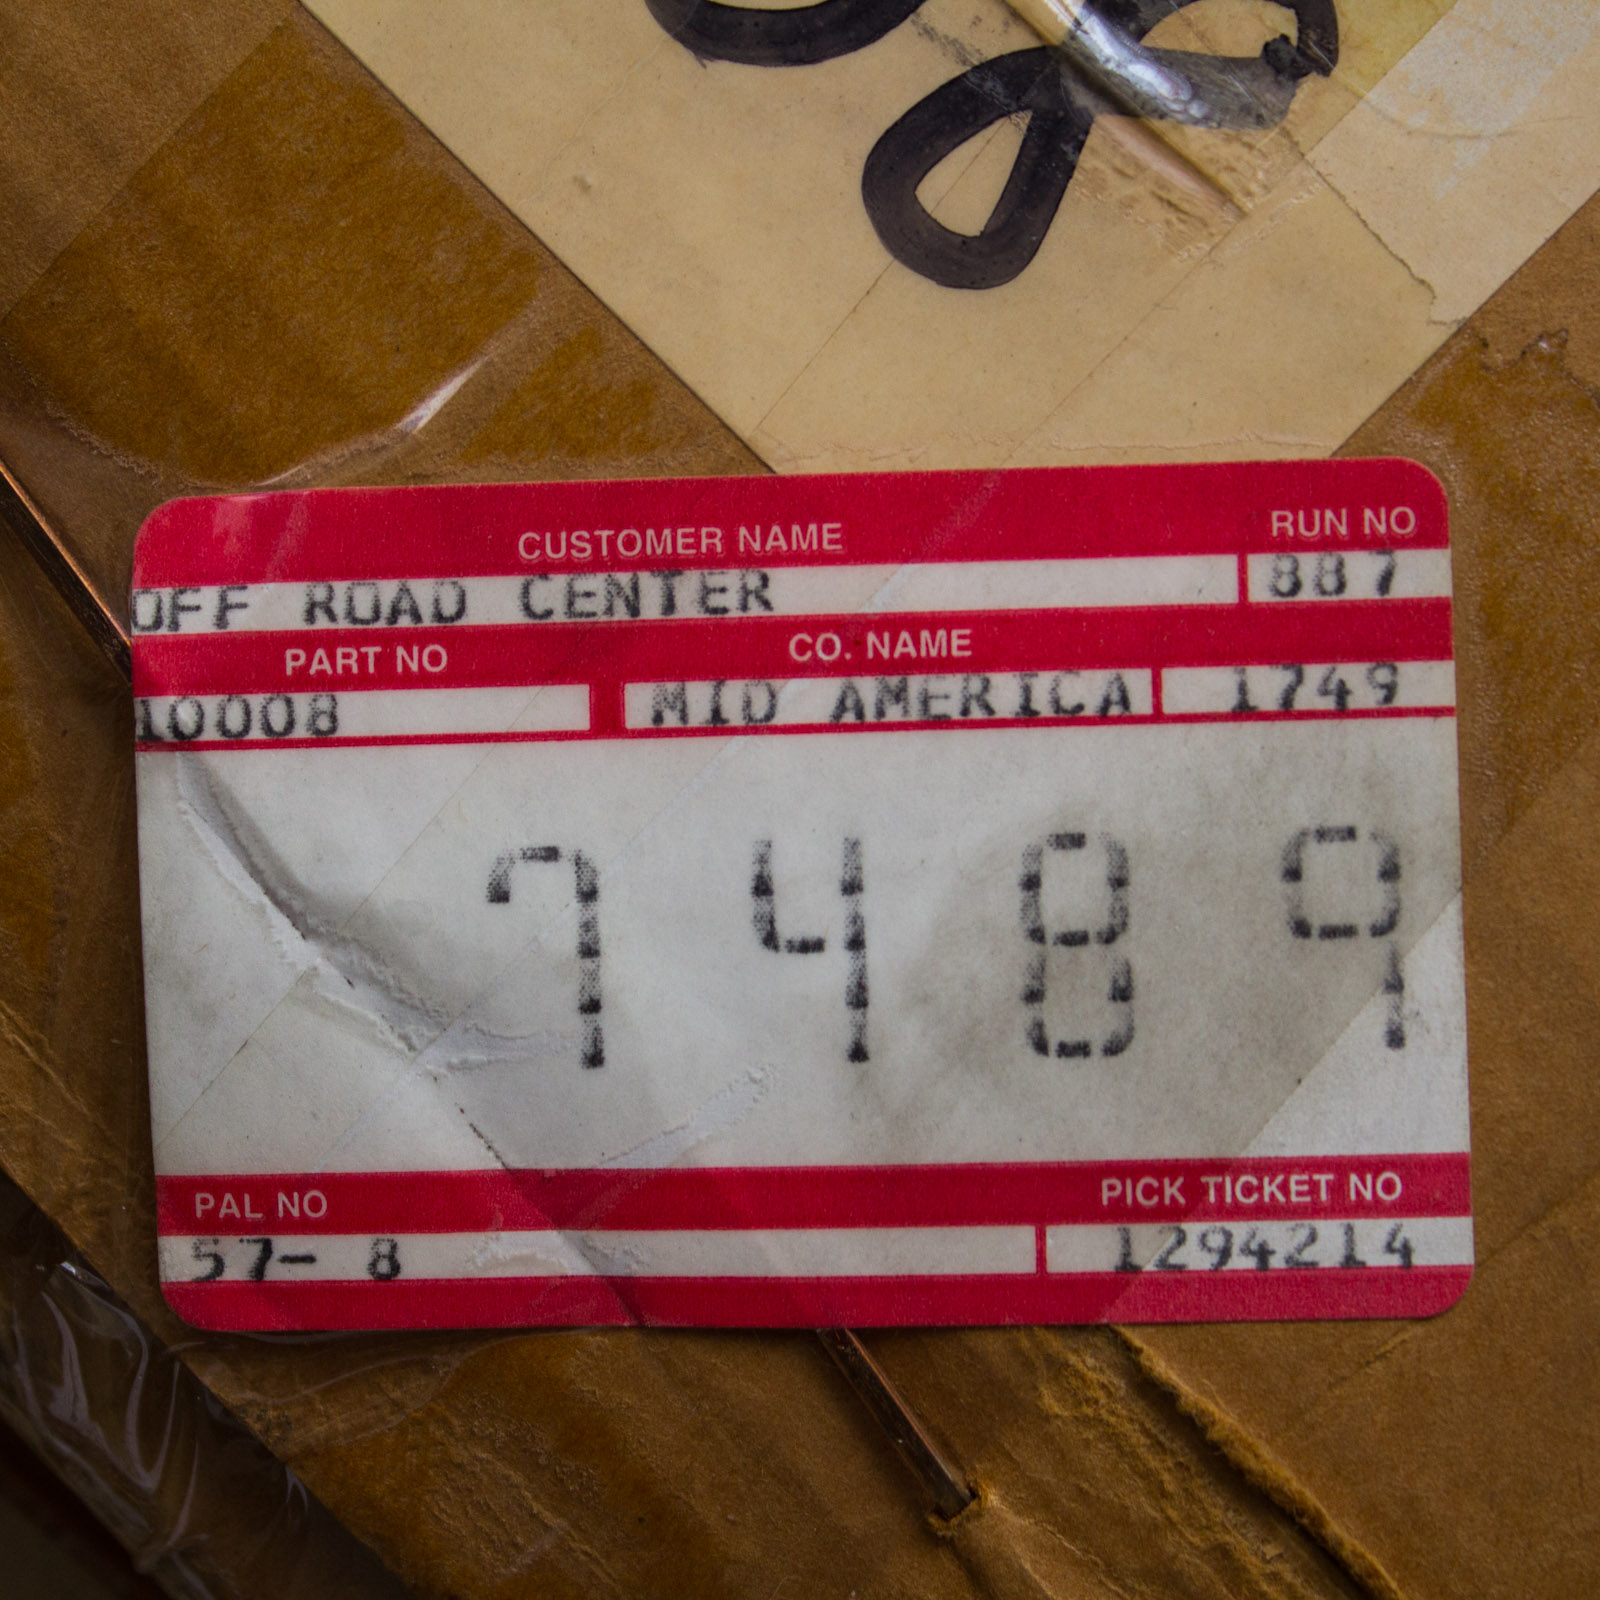 8
CUSTOMER NAME RUN NO
OFF ROAD CENTER 887
PART NO CO. NAME
10008 MID AMERICA 1749
7489
PAL NO PICK TICKET NO
57- 8 1294214